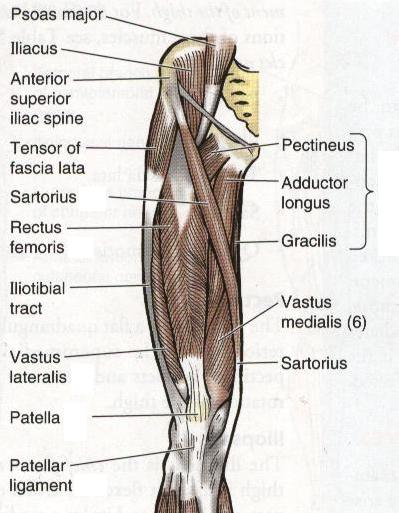 Psoas major
Iliacus
Anterior
superior
iliac spine
Tensor of
fascia lata
Sartorius
Rectus
femoris
Iliotibial
tract
Vastus
lateralis
Patella
Patellar
ligament
Pectineus
Adductor
longus
Gracilis
Vastus
medialis (6)
Sartorius